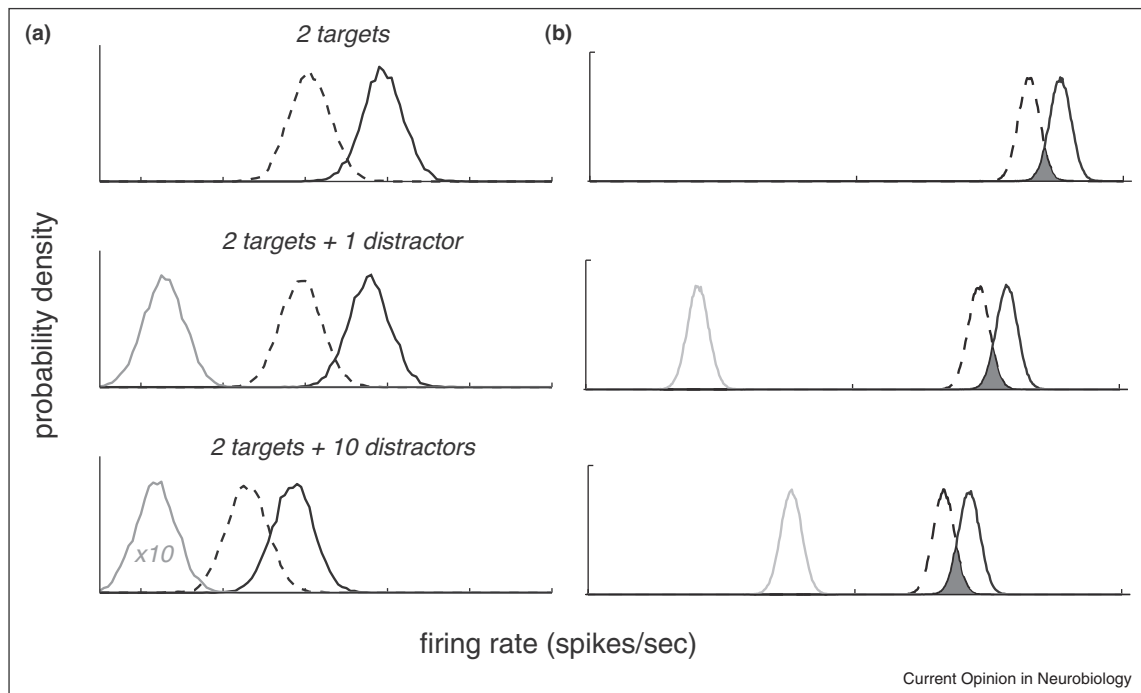 (a)
2 targets
(b)
2 targets + 1 distractor
2 targets + 10 distractors
x10
probability density
firing rate (spikes/sec)
Current Opinion in Neurobiology